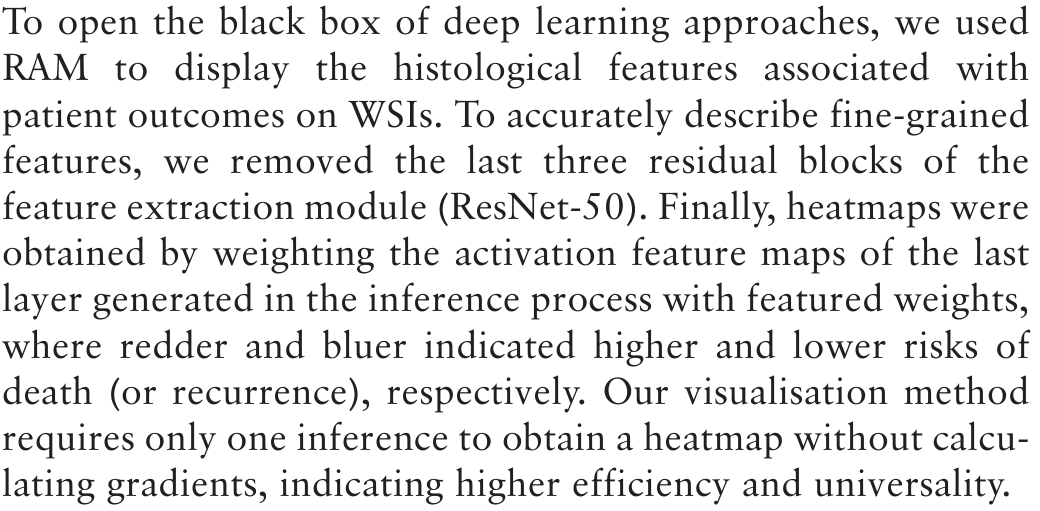 To open the black box of deep learning approaches, we used
RAM to display the histological features associated with
patient outcomes on WSIs. To accurately describe fine-grained
features, we removed the last three residual blocks of the
feature extraction module (ResNet-50). Finally, heatmaps were
obtained by weighting the activation feature maps of the last
layer generated in the inference process with featured weights,
where redder and bluer indicated higher and lower risks of
death (or recurrence), respectively. Our visualisation method
requires only one inference to obtain a heatmap without calcu-
lating gradients, indicating higher efficiency and universality.